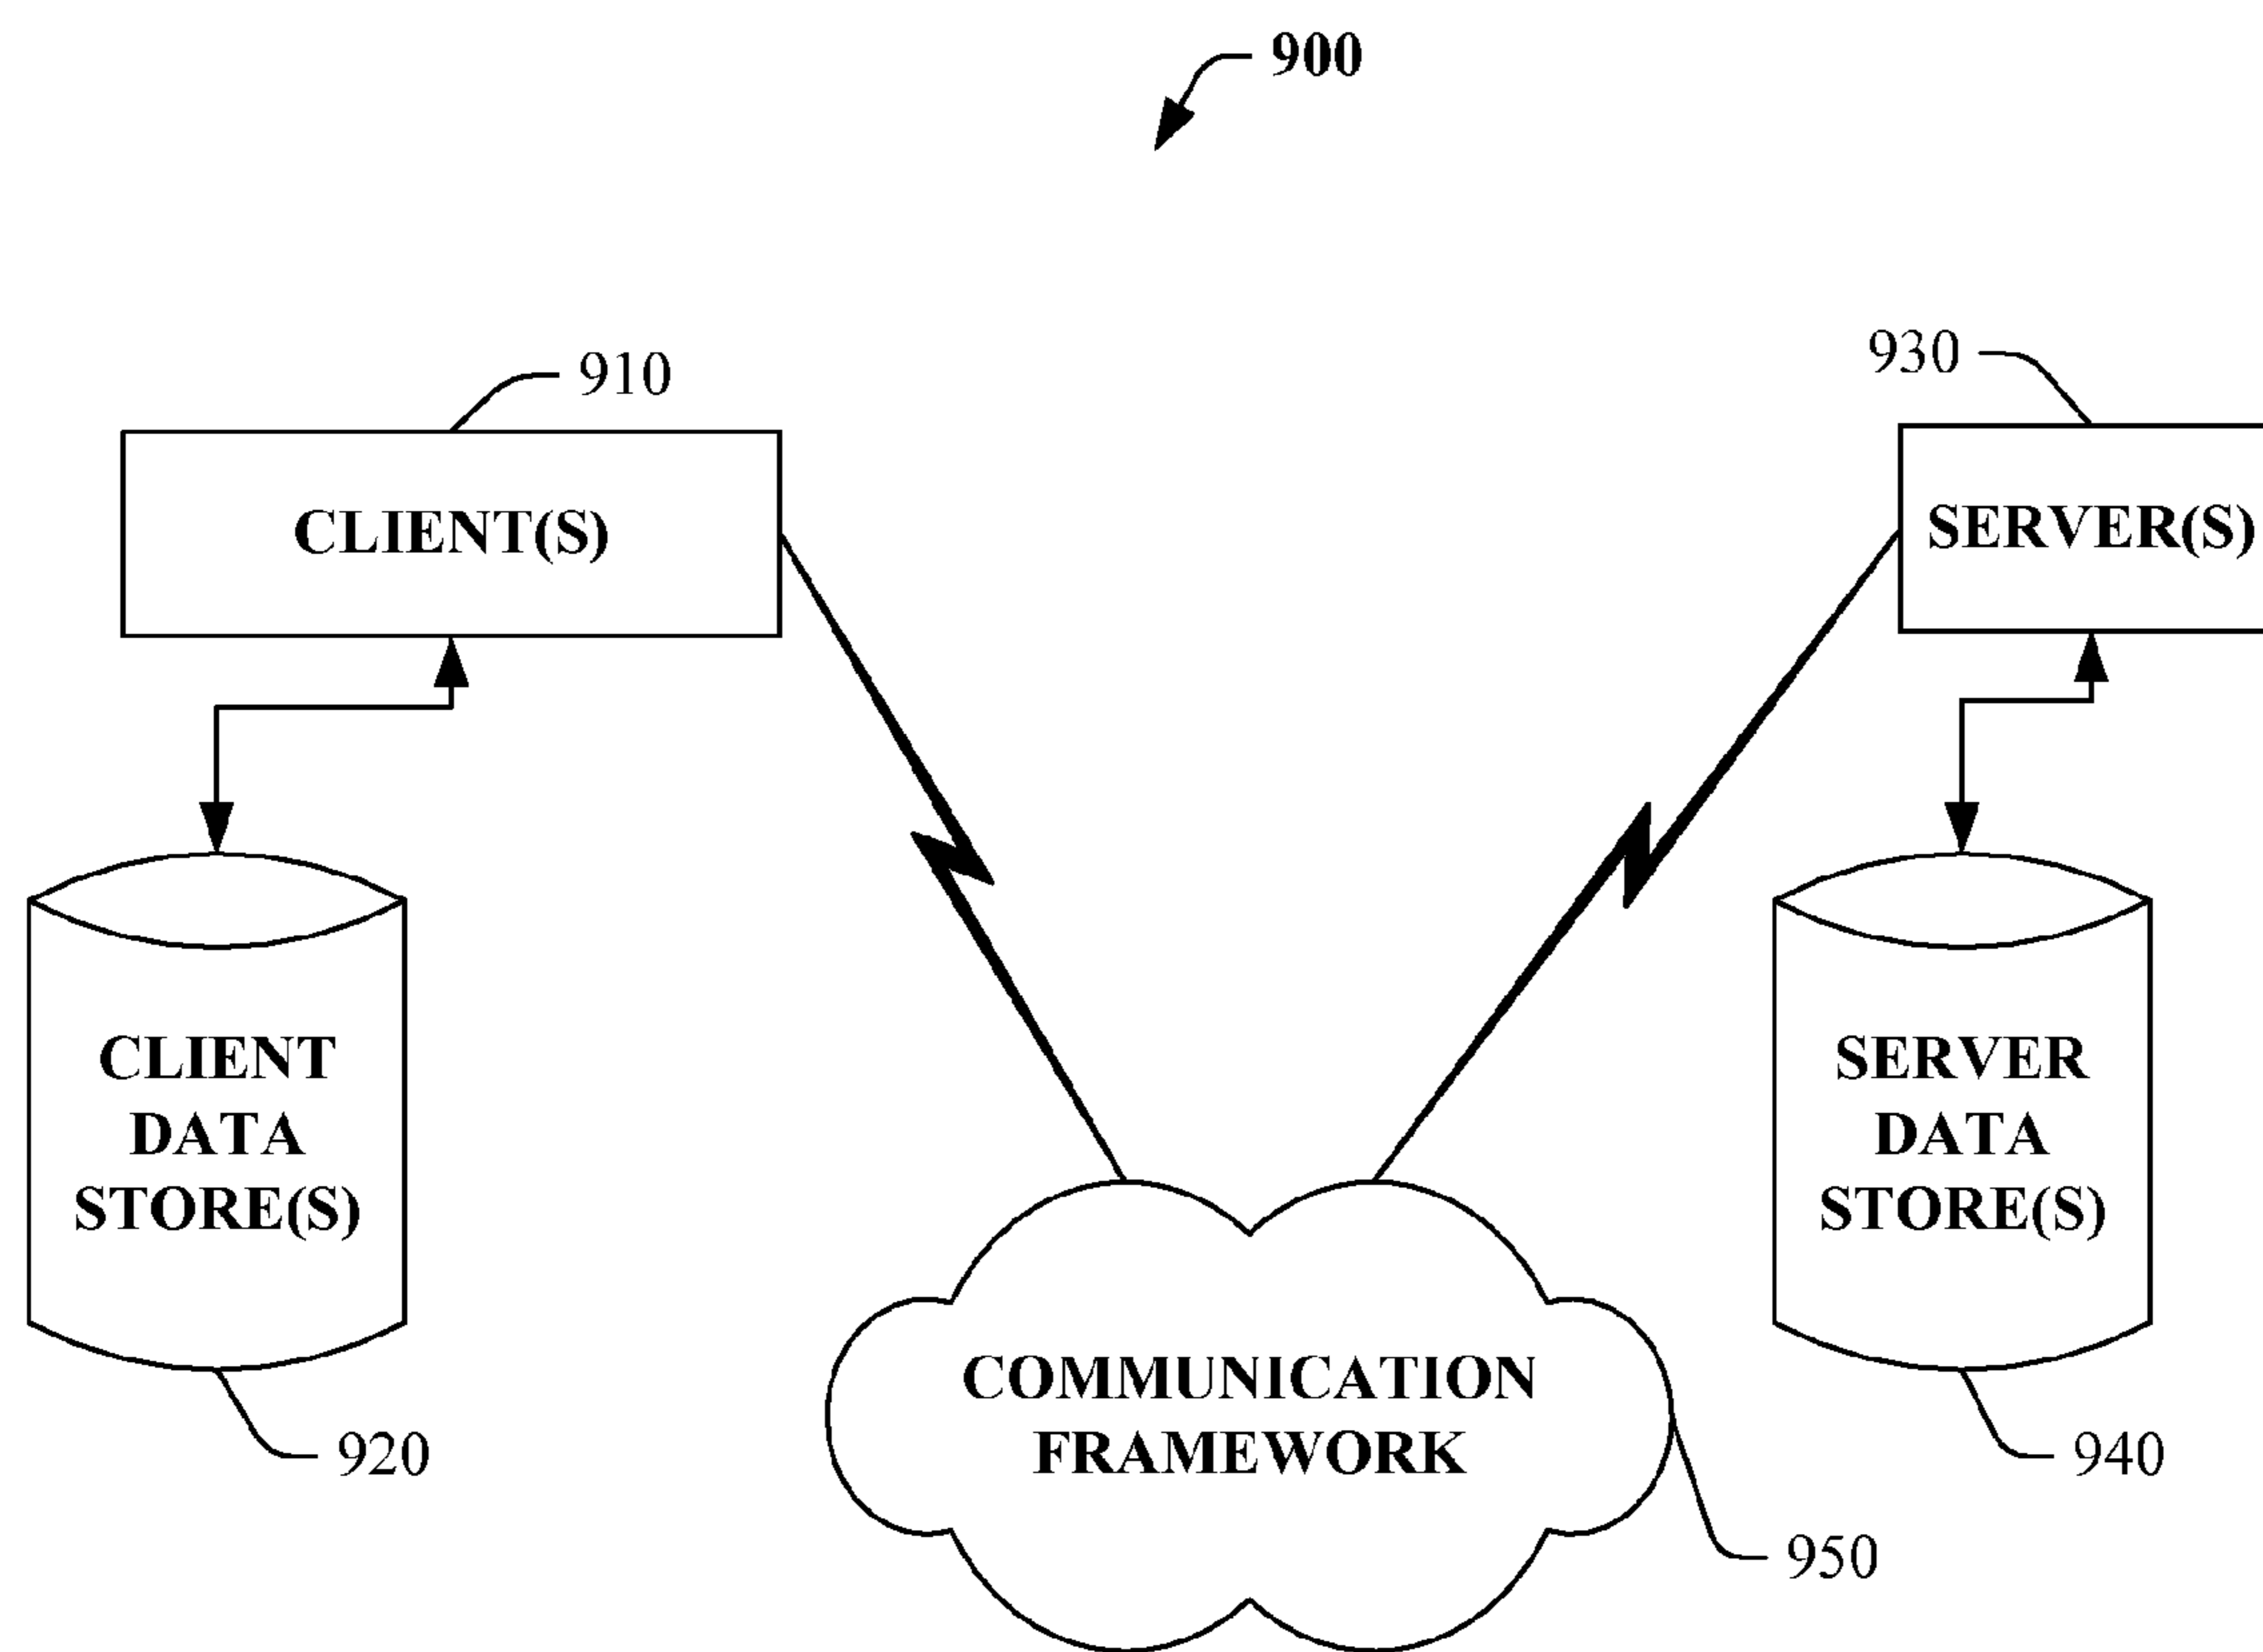 900
910
930
CLIENT(S)
SERVER(S)
CLIENT
DATA
STORE(S)
SERVER
DATA
STORE(S)
COMMUNICATION
FRAMEWORK
920
940
950